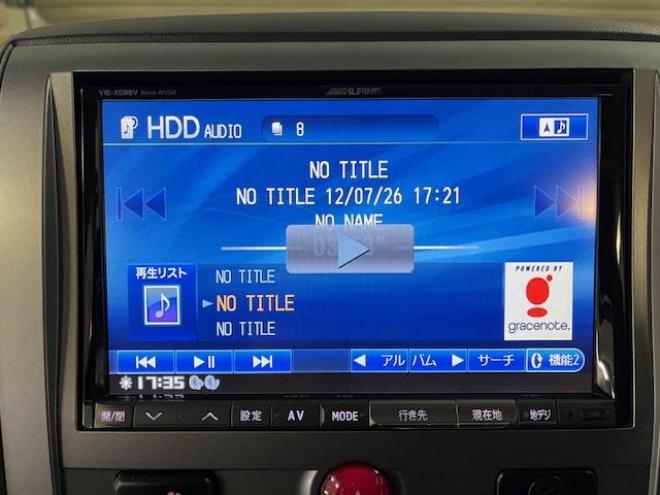 VIE-X088V 8inch WVGA
ALPINE
HDD AUDIO 8
NO TITLE
NO TITLE 12/07/26 17:21
NO NAME
再生リスト
NO TITLE
NO TITLE
NO TITLE
POWERED BY
gracenote.
アルバム サーチ 機能2
17:35
開/閉 設定 AV MODE 行き先 現在地 地デジ